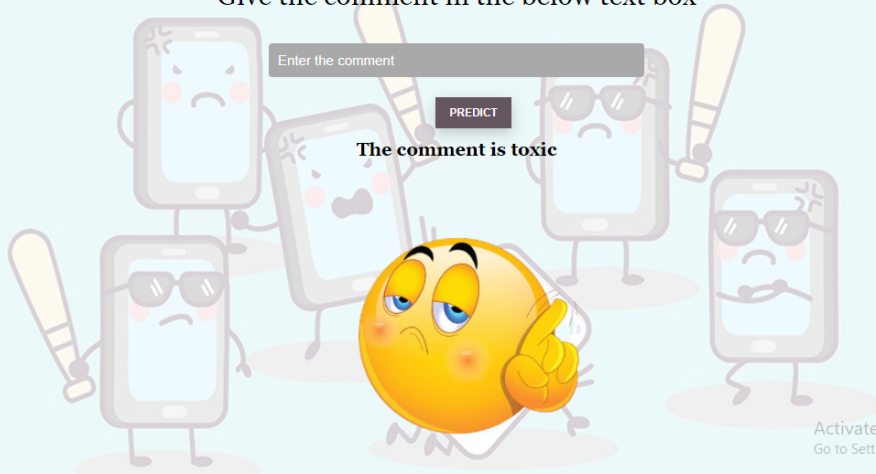 Give the comment in the below text box
Enter the comment
PREDICT
The comment is toxic
Activate
Go to Sett